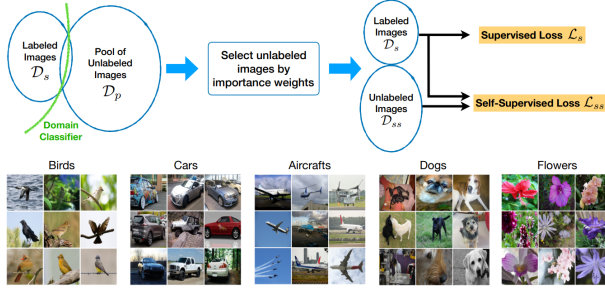 Labeled
Images
𝒟ₛ
Pool of
Unlabeled
Images
𝒟ₚ
Domain
Classifier
Select unlabeled
images by
importance weights
Labeled
Images
𝒟ₛ
Unlabeled
Images
𝒟ₛₛ
Supervised Loss ℒₛ
Self-Supervised Loss ℒₛₛ
Birds Cars Aircrafts Dogs Flowers